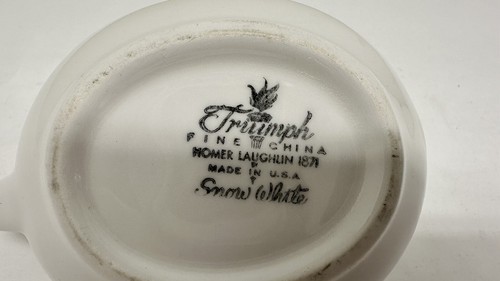 Triumph
FINE CHINA
HOMER LAUGHLIN 1871
MADE IN U.S.A
Snow White